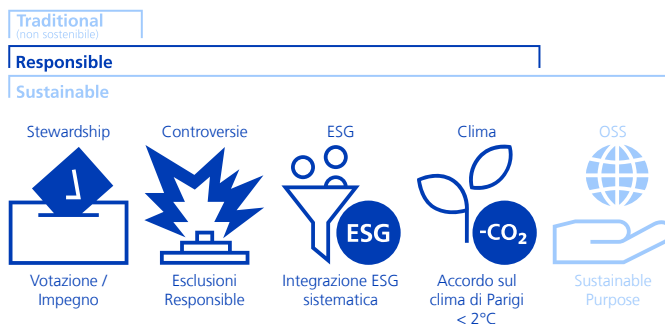 Traditional
(non sostenibile)
Responsible
Sustainable
Stewardship
Controversie
ESG
Clima
OSS
ESG
-CO₂
Votazione /
Impegno
Esclusioni
Responsible
Integrazione ESG
sistematica
Accordo sul
clima di Parigi
< 2°C
Sustainable
Purpose